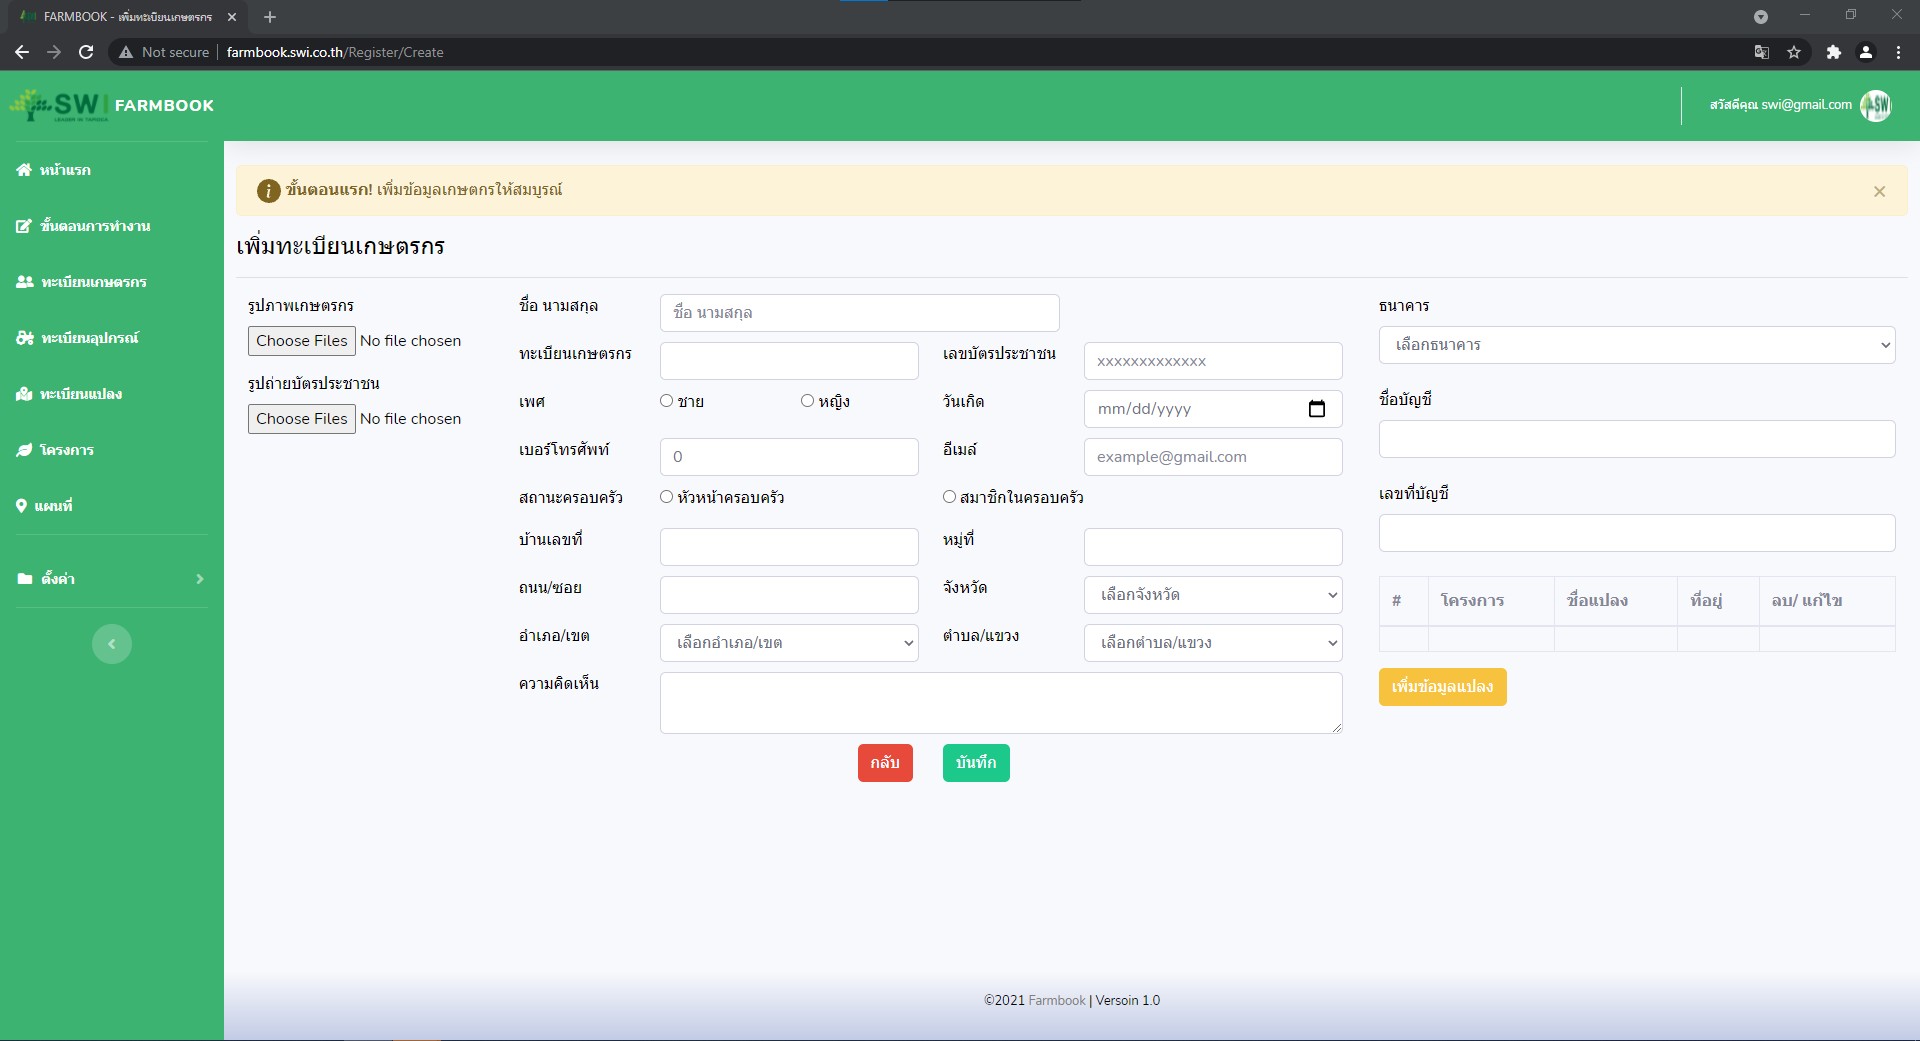 FARMBOOK - เพิ่มทะเบียนเกษตรกร
Not secure farmbook.swi.co.th/Register/Create
SWI FARMBOOK
LEADER IN TAPIOCA
สวัสดีคุณ swi@gmail.com
หน้าแรก
ขั้นตอนการทำงาน
ทะเบียนเกษตรกร
ทะเบียนอุปกรณ์
ทะเบียนแปลง
โครงการ
แผนที่
ตั้งค่า
ขั้นตอนแรก! เพิ่มข้อมูลเกษตกรให้สมบูรณ์
เพิ่มทะเบียนเกษตรกร
รูปภาพเกษตรกร
Choose Files No file chosen
รูปถ่ายบัตรประชาชน
Choose Files No file chosen
ชื่อ นามสกุล ชื่อ นามสกุล
ทะเบียนเกษตรกร เลขบัตรประชาชน xxxxxxxxxxxxx
เพศ ชาย หญิง วันเกิด mm/dd/yyyy
เบอร์โทรศัพท์ 0 อีเมล์ example@gmail.com
สถานะครอบครัว หัวหน้าครอบครัว สมาชิกในครอบครัว
บ้านเลขที่ หมู่ที่
ถนน/ซอย จังหวัด เลือกจังหวัด
อำเภอ/เขต เลือกอำเภอ/เขต ตำบล/แขวง เลือกตำบล/แขวง
ความคิดเห็น
กลับ บันทึก
ธนาคาร
เลือกธนาคาร
ชื่อบัญชี
เลขที่บัญชี
# โครงการ ชื่อแปลง ที่อยู่ ลบ/ แก้ไข
เพิ่มข้อมูลแปลง
©2021 Farmbook | Versoin 1.0